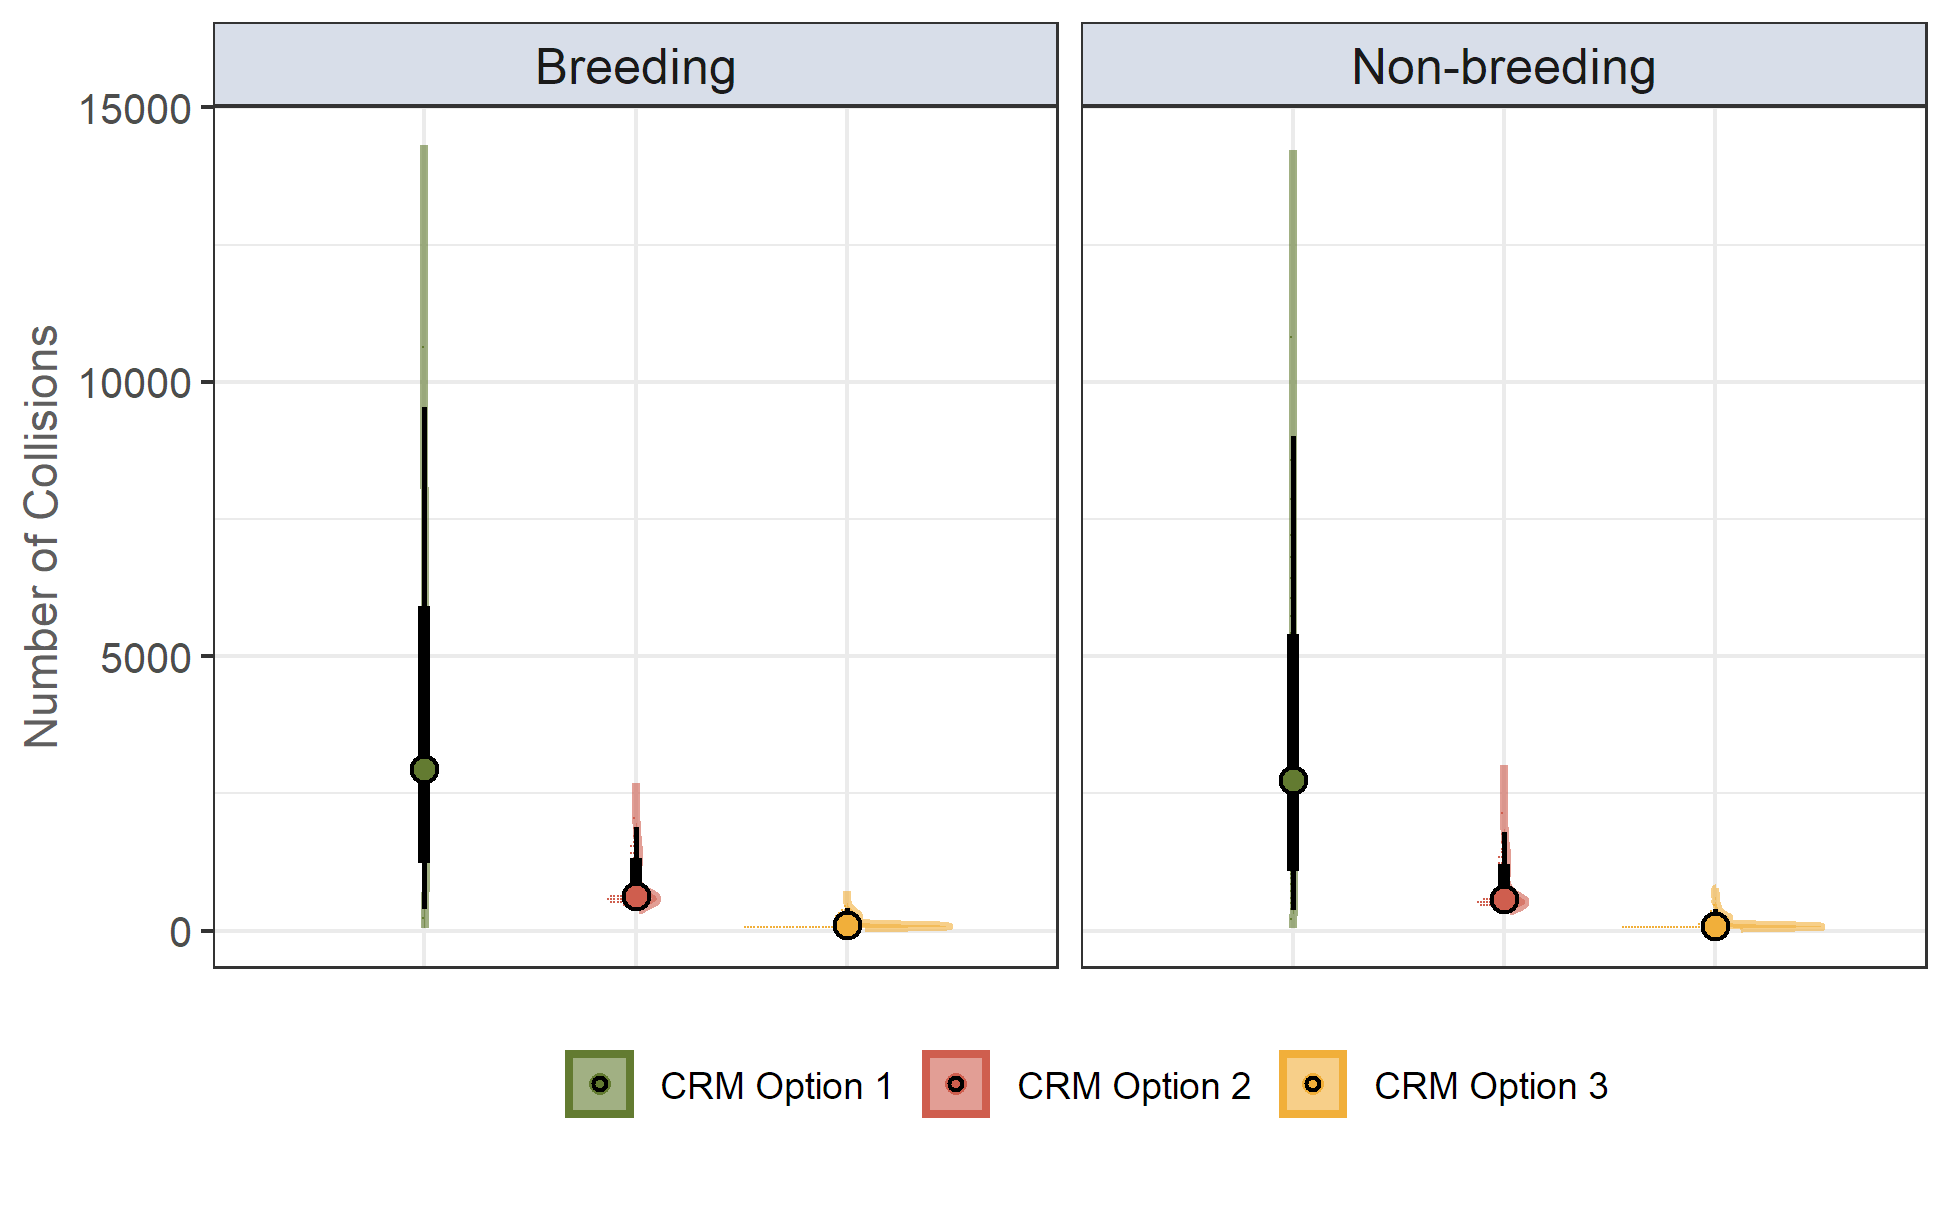 Breeding
Non-breeding
15000
10000
5000
0
Number of Collisions
CRM Option 1
CRM Option 2
CRM Option 3